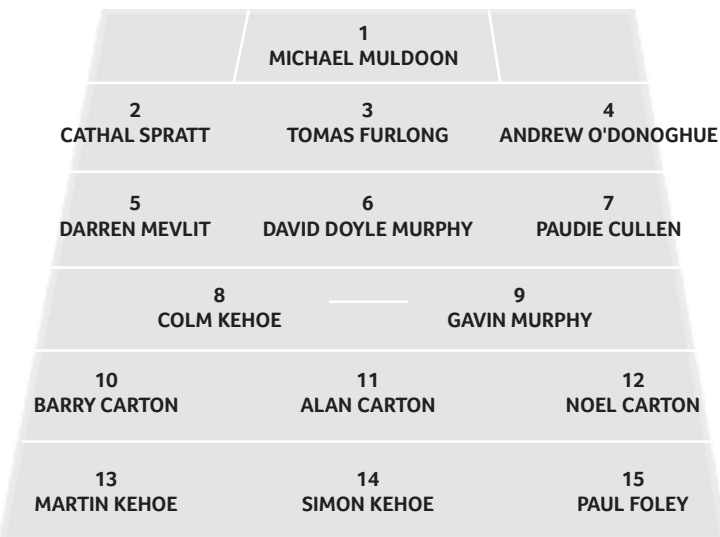 1
MICHAEL MULDOON
2
CATHAL SPRATT
3
TOMAS FURLONG
4
ANDREW O'DONOGHUE
5
DARREN MEVLIT
6
DAVID DOYLE MURPHY
7
PAUDIE CULLEN
8
COLM KEHOE
9
GAVIN MURPHY
10
BARRY CARTON
11
ALAN CARTON
12
NOEL CARTON
13
MARTIN KEHOE
14
SIMON KEHOE
15
PAUL FOLEY